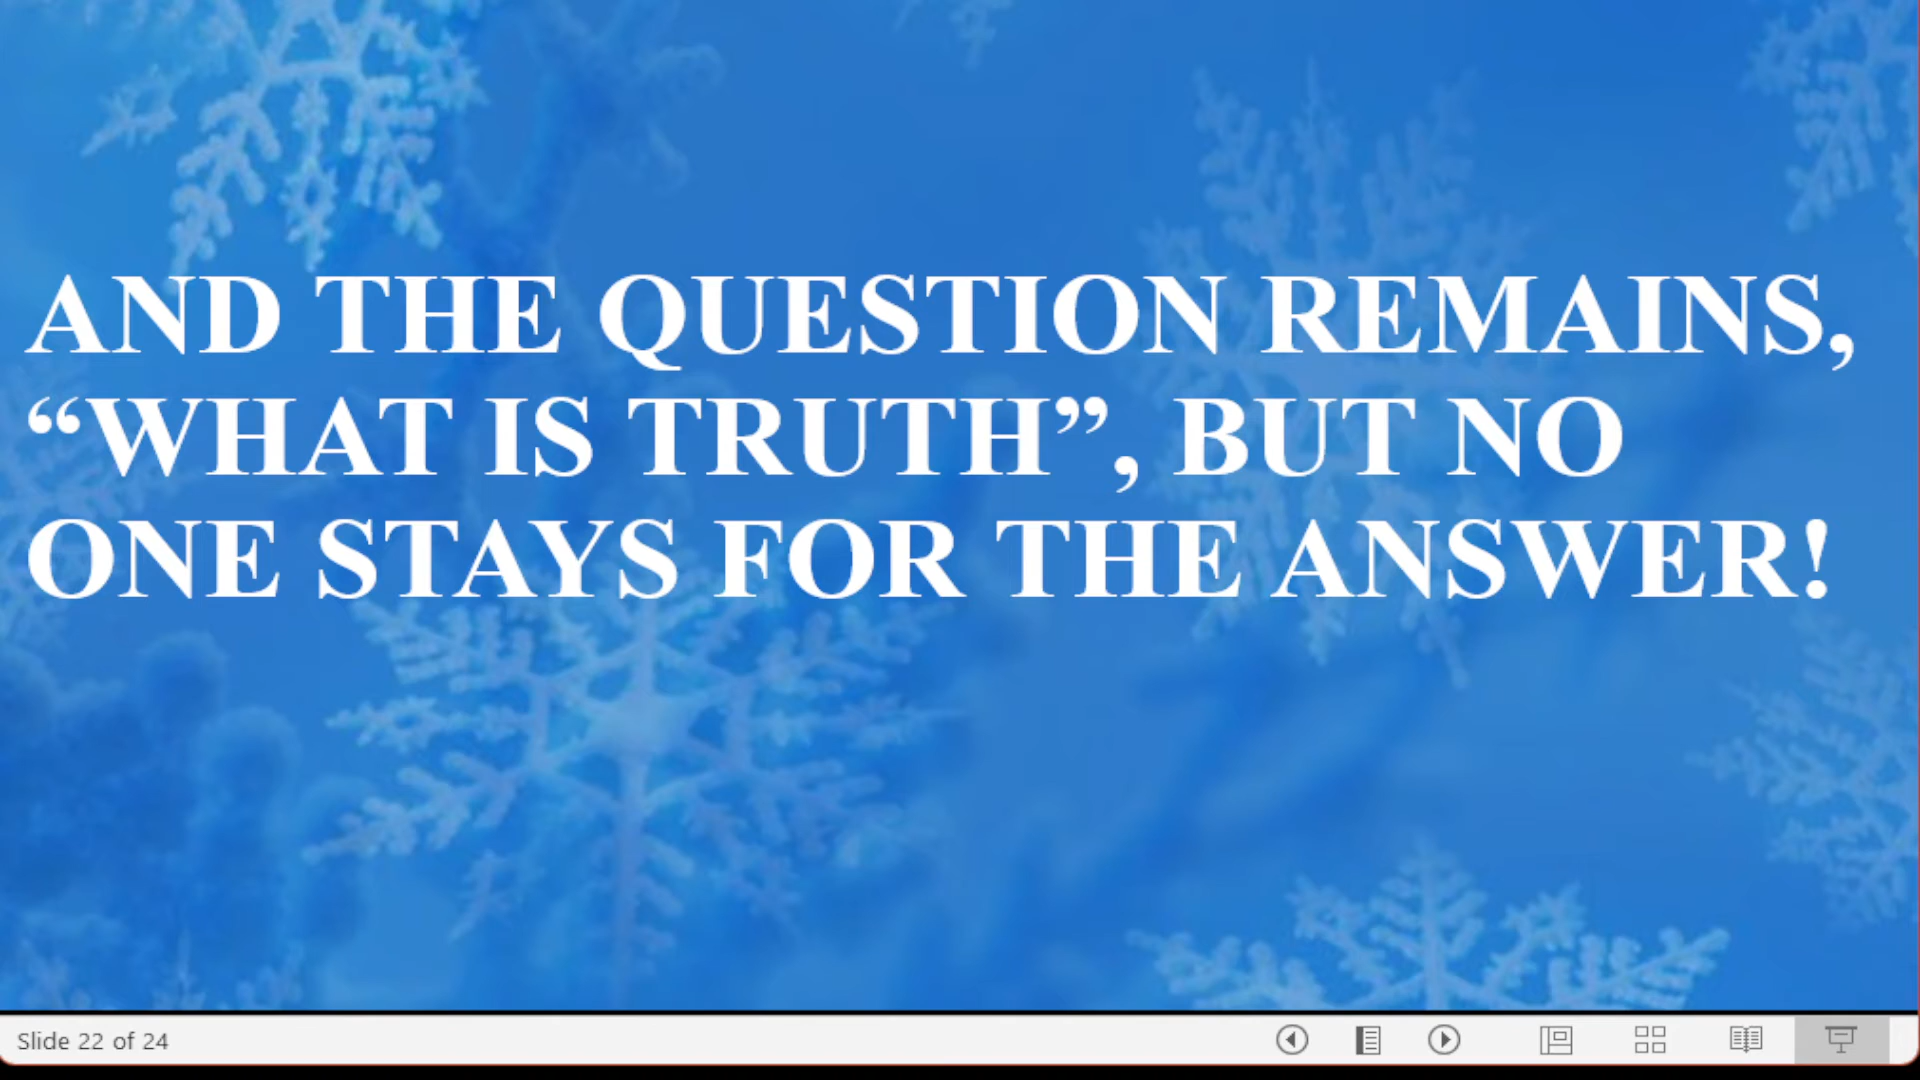 AND THE QUESTION REMAINS,
“WHAT IS TRUTH”, BUT NO
ONE STAYS FOR THE ANSWER!
Slide 22 of 24